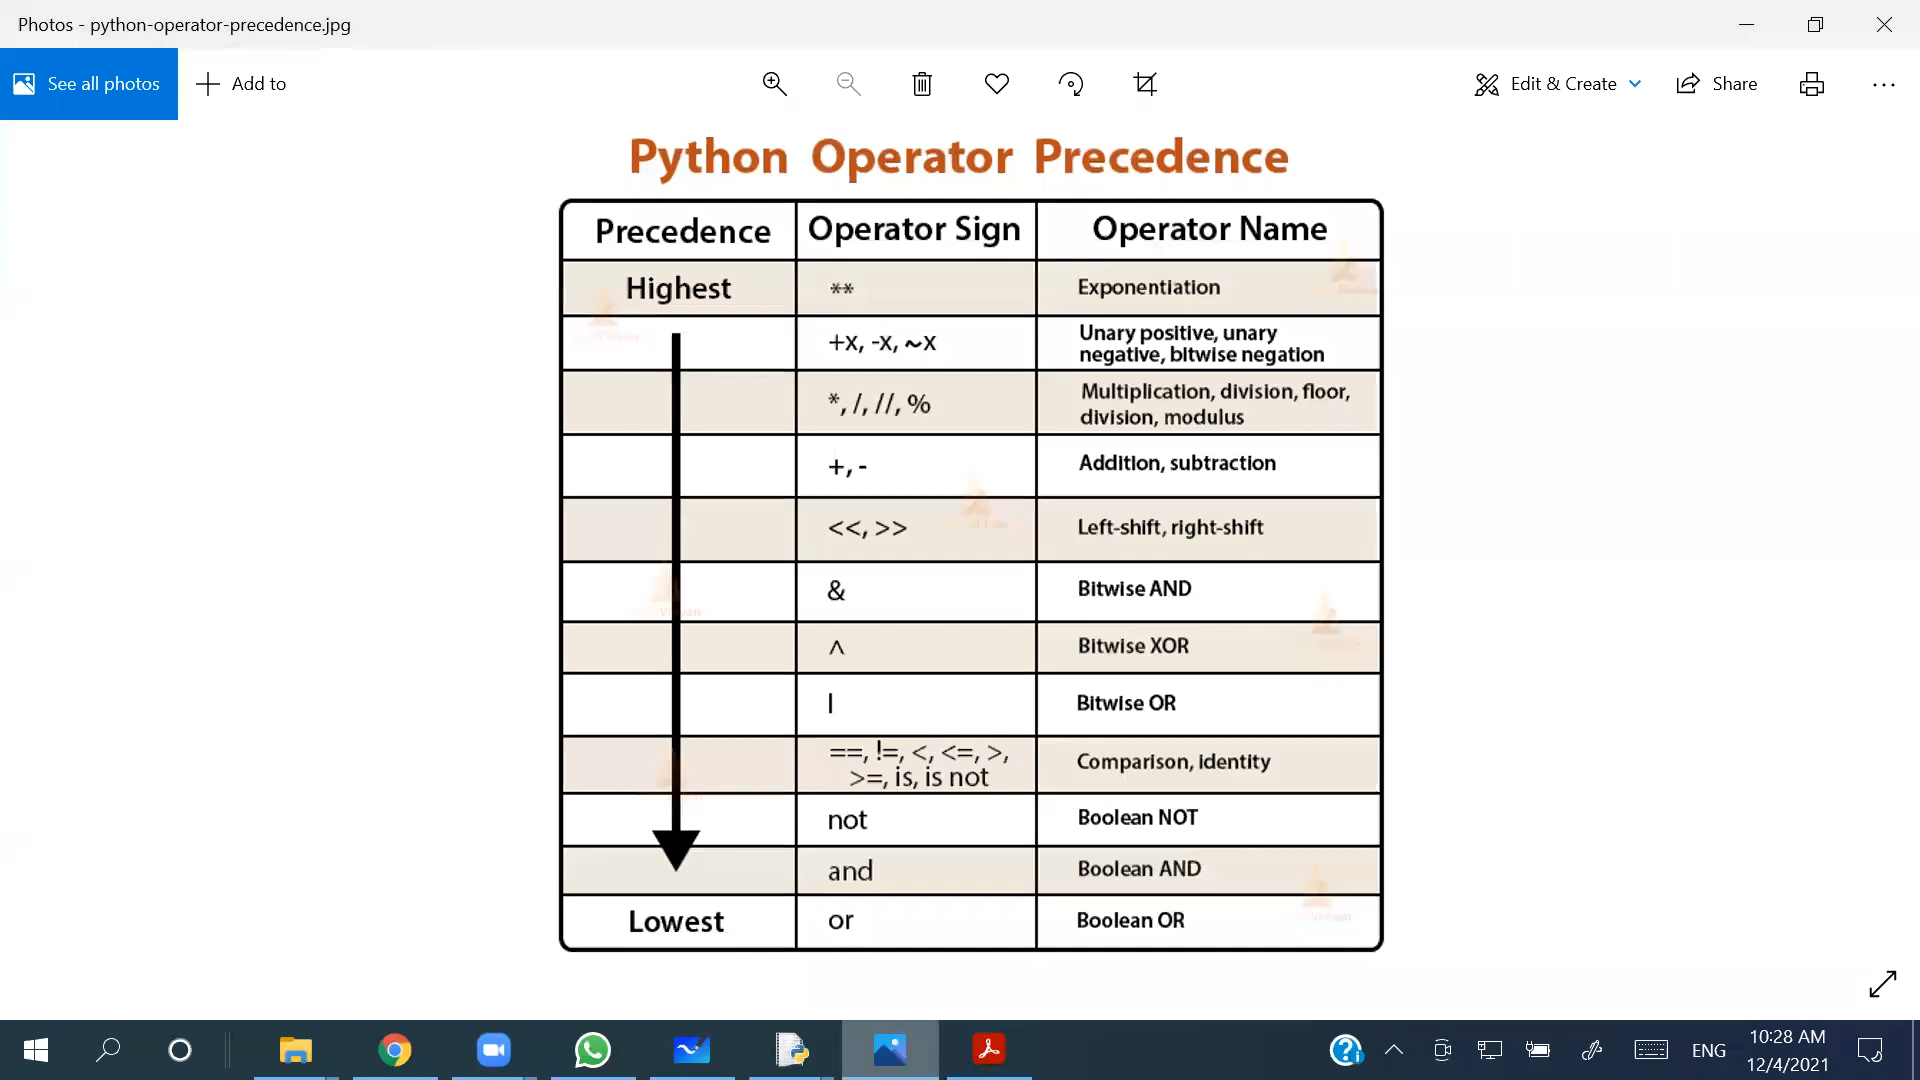 Photos - python-operator-precedence.jpg
See all photos
Add to
Edit & Create
Share
Python Operator Precedence
Precedence Operator Sign Operator Name
Highest ** Exponentiation
+x, -x, ~x Unary positive, unary
negative, bitwise negation
*, /, //, % Multiplication, division, floor,
division, modulus
+, - Addition, subtraction
<<, >> Left-shift, right-shift
& Bitwise AND
^ Bitwise XOR
| Bitwise OR
==, !=, <, <=, >,
>=, is, is not
Comparison, identity
not Boolean NOT
and Boolean AND
Lowest or Boolean OR
ENG
10:28 AM
12/4/2021